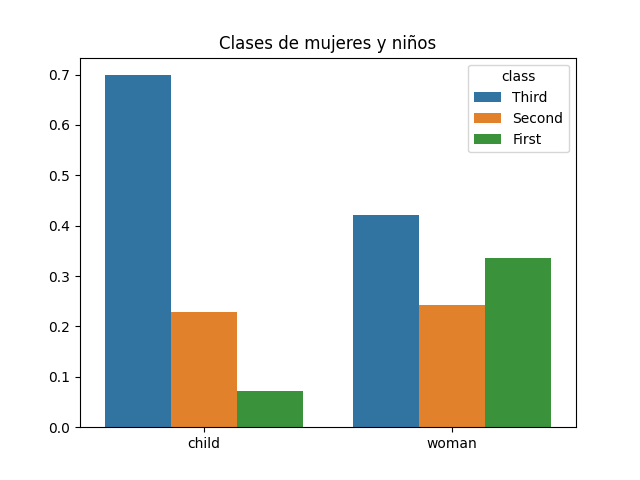 Clases de mujeres y niños
class
Third
Second
First
0.7
0.6
0.5
0.4
0.3
0.2
0.1
0.0
child woman